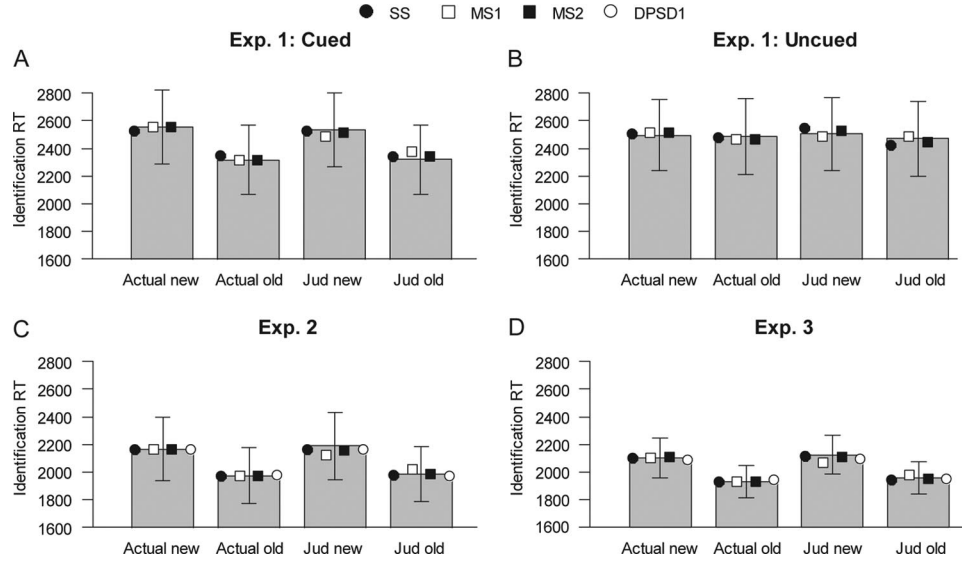 SS MS1 MS2 DPSD1
A Exp. 1: Cued
2800
2600
2400
2200
2000
1800
1600
Identification RT
Actual new Actual old Jud new Jud old
B Exp. 1: Uncued
2800
2600
2400
2200
2000
1800
1600
Identification RT
Actual new Actual old Jud new Jud old
C Exp. 2
2800
2600
2400
2200
2000
1800
1600
Identification RT
Actual new Actual old Jud new Jud old
D Exp. 3
2800
2600
2400
2200
2000
1800
1600
Identification RT
Actual new Actual old Jud new Jud old